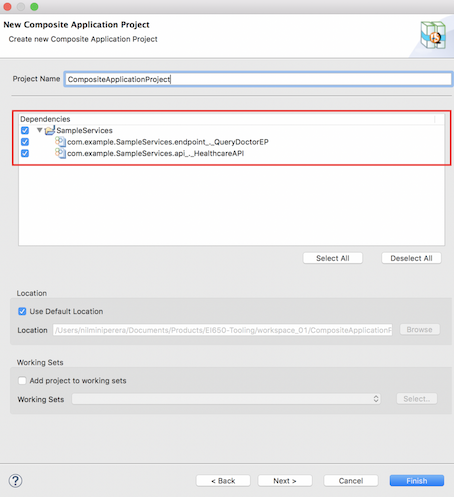 New Composite Application Project
Create new Composite Application Project
Project Name CompositeApplicationProject
Dependencies
SampleServices
com.example.SampleServices.endpoint_._QueryDoctorEP
com.example.SampleServices.api_._HealthcareAPI
Select All Deselect All
Location
Use Default Location
Location /Users/nilminiperera/Documents/Products/EI650-Tooling/workspace_01/CompositeApplicationP Browse
Working Sets
Add project to working sets
Working Sets Select..
? < Back Next > Cancel Finish